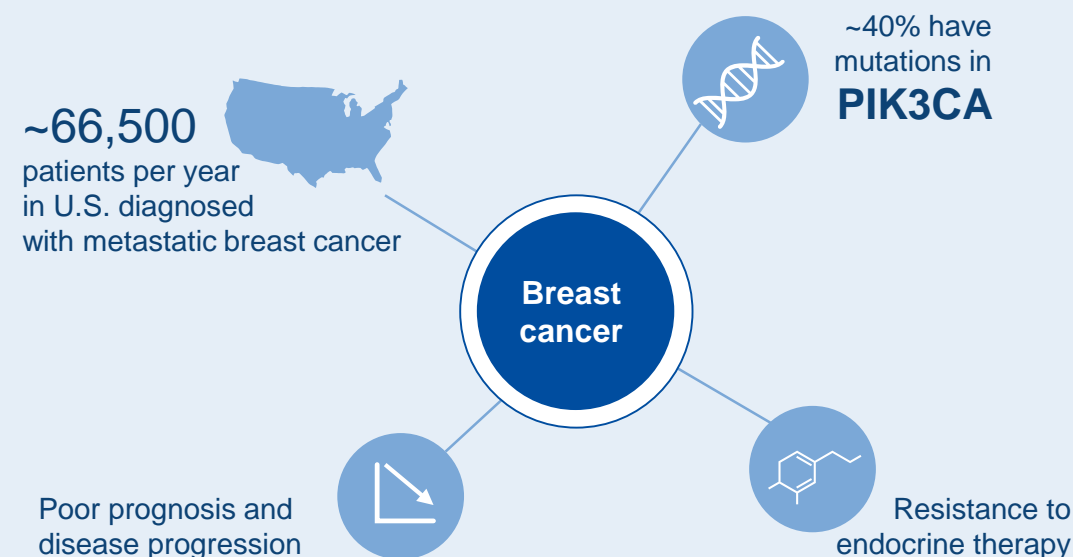 ~40% have
mutations in
PIK3CA
~66,500
patients per year
in U.S. diagnosed
with metastatic breast cancer
Breast
cancer
Poor prognosis and
disease progression
Resistance to
endocrine therapy